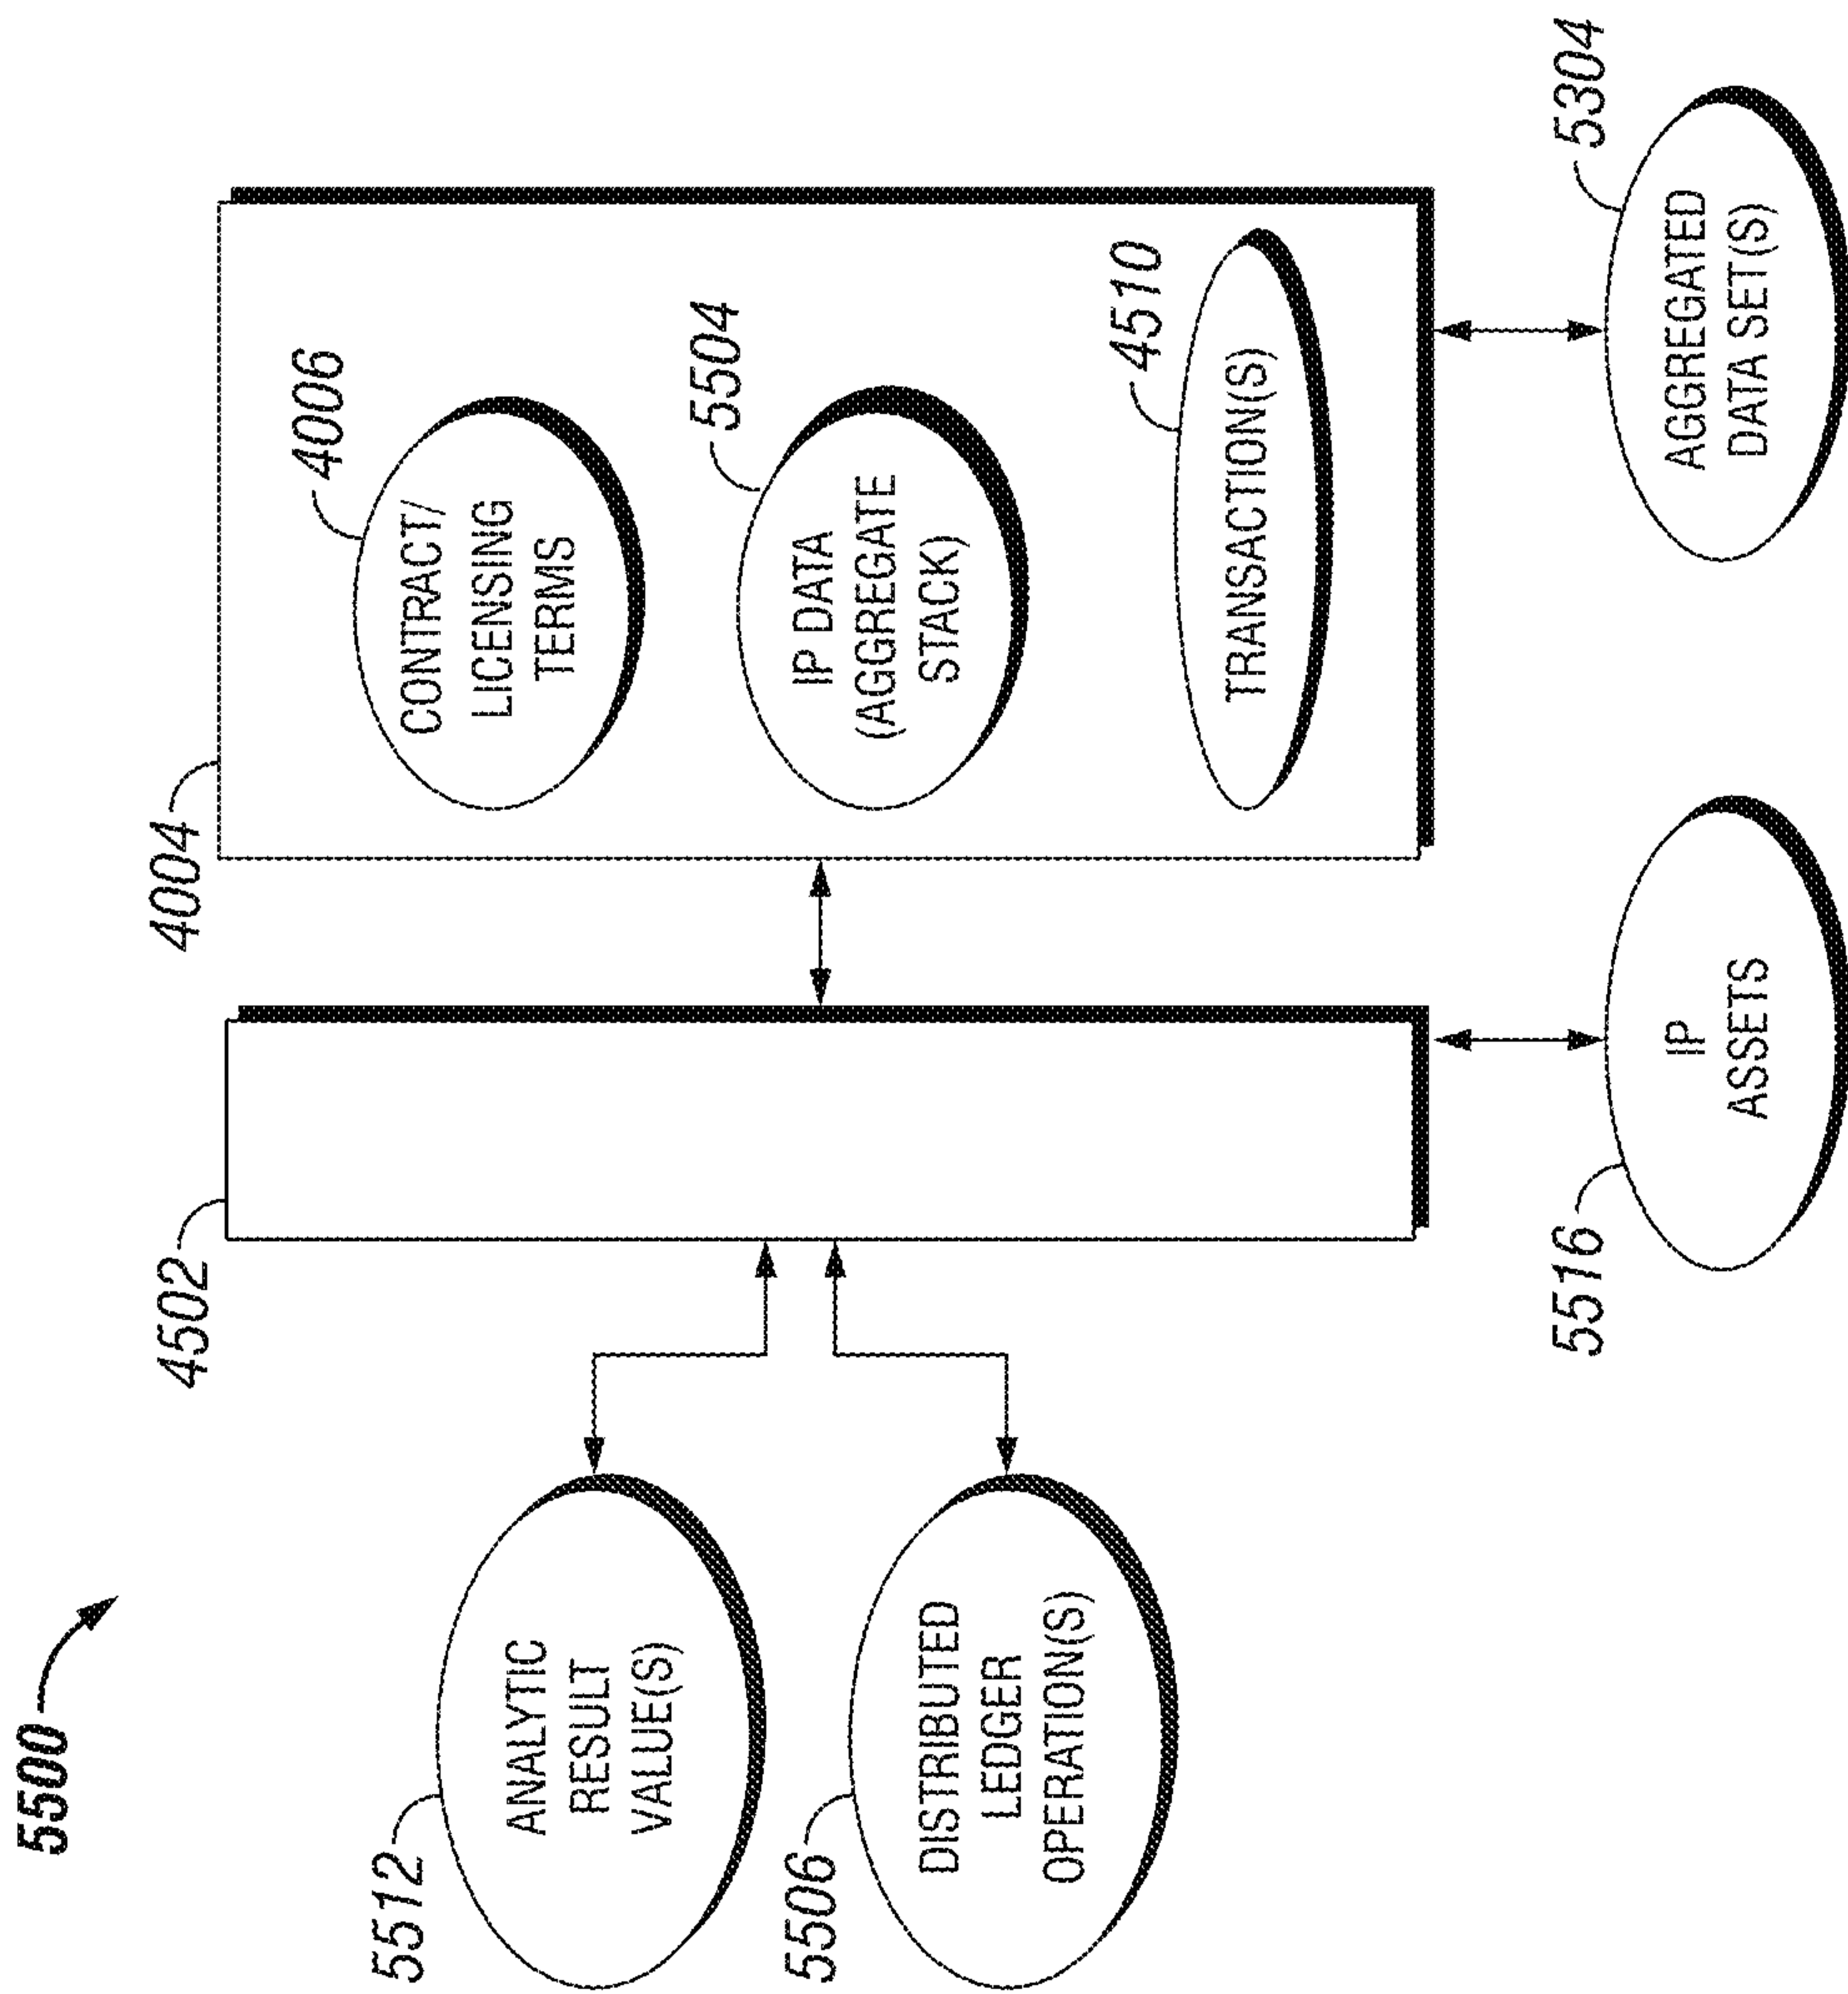 5500
4502
4004
4006
CONTRACT/
LICENSING
TERMS
5504
IP DATA
(AGGREGATE
STACK)
4510
TRANSACTION(S)
5512
ANALYTIC
RESULT
VALUE(S)
5506
DISTRIBUTED
LEDGER
OPERATION(S)
5516
IP
ASSETS
5304
AGGREGATED
DATA SET(S)